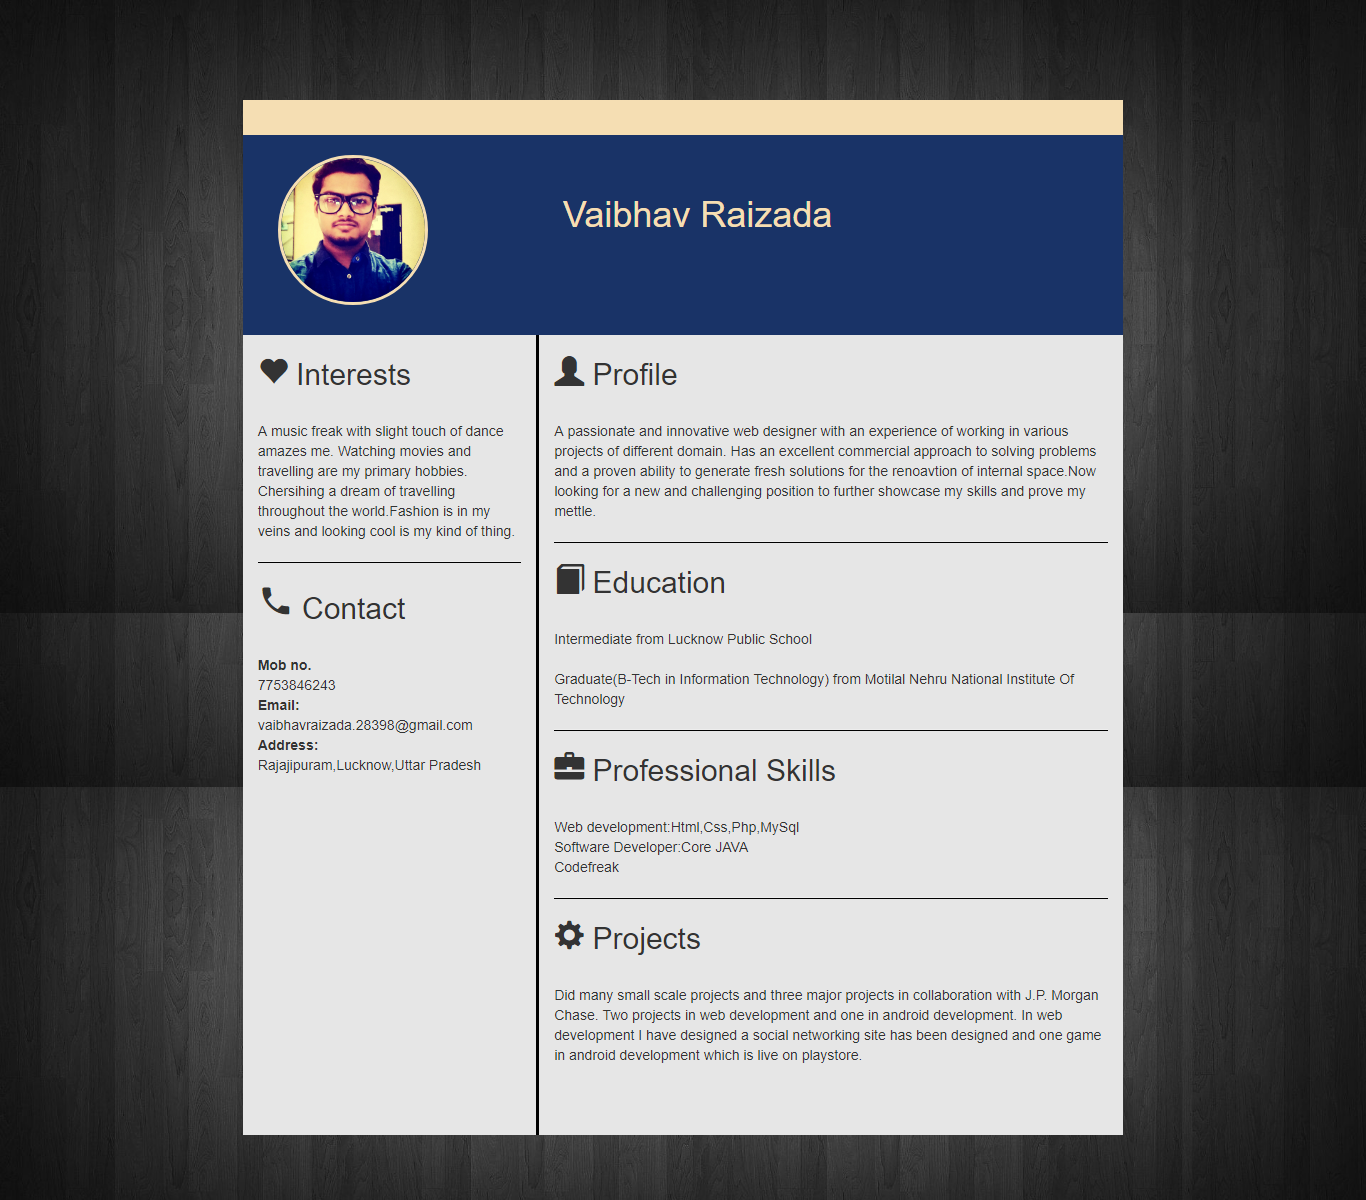 Vaibhav Raizada
Interests
A music freak with slight touch of dance
amazes me. Watching movies and
travelling are my primary hobbies.
Chersihing a dream of travelling
throughout the world.Fashion is in my
veins and looking cool is my kind of thing.
Contact
Mob no.
7753846243
Email:
vaibhavraizada.28398@gmail.com
Address:
Rajajipuram,Lucknow,Uttar Pradesh
Profile
A passionate and innovative web designer with an experience of working in various
projects of different domain. Has an excellent commercial approach to solving problems
and a proven ability to generate fresh solutions for the renoavtion of internal space.Now
looking for a new and challenging position to further showcase my skills and prove my
mettle.
Education
Intermediate from Lucknow Public School
Graduate(B-Tech in Information Technology) from Motilal Nehru National Institute Of
Technology
Professional Skills
Web development:Html,Css,Php,MySql
Software Developer:Core JAVA
Codefreak
Projects
Did many small scale projects and three major projects in collaboration with J.P. Morgan
Chase. Two projects in web development and one in android development. In web
development I have designed a social networking site has been designed and one game
in android development which is live on playstore.